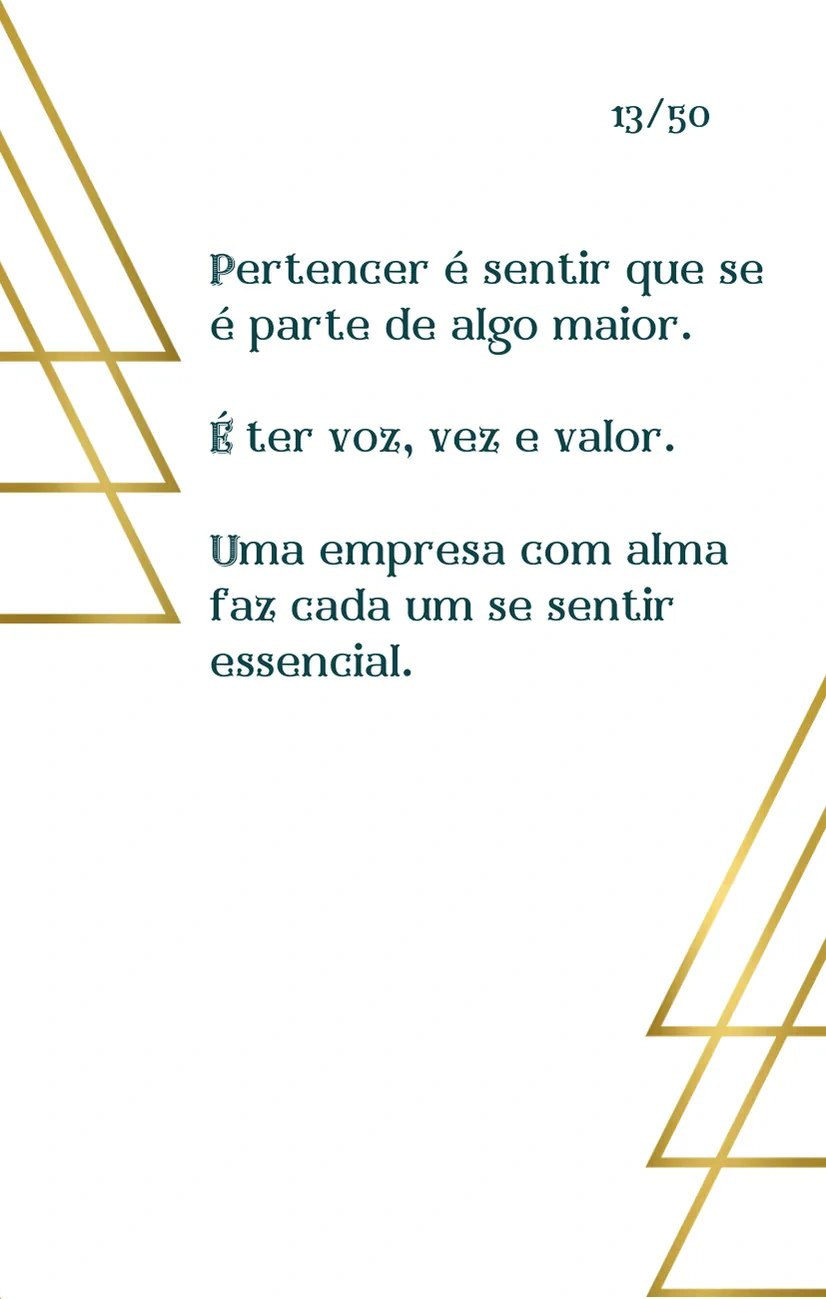 13/50
Pertencer é sentir que se
é parte de algo maior.
É ter voz, vez e valor.
Uma empresa com alma
faz cada um se sentir
essencial.